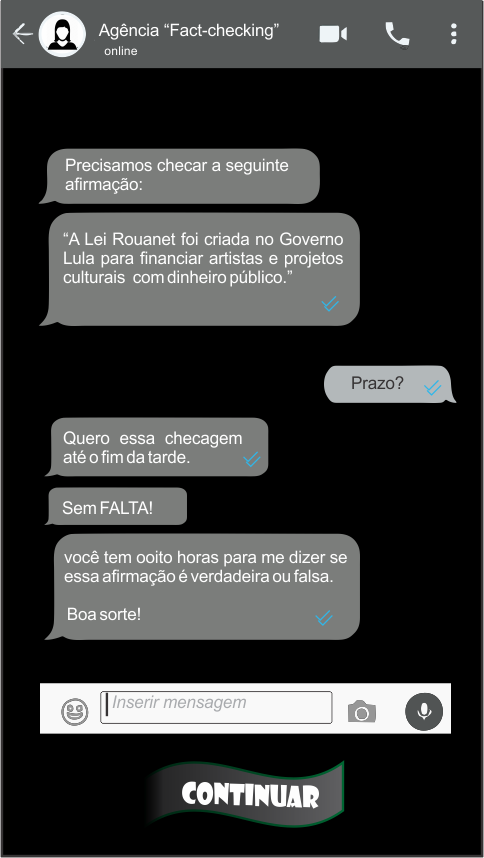 Agência “Fact-checking”
online
Precisamos checar a seguinte
afirmação:
“A Lei Rouanet foi criada no Governo
Lula para financiar artistas e projetos
culturais com dinheiro público.”
Prazo?
Quero essa checagem
até o fim da tarde.
Sem FALTA!
você tem ooito horas para me dizer se
essa afirmação é verdadeira ou falsa.
Boa sorte!
Inserir mensagem
CONTINUAR